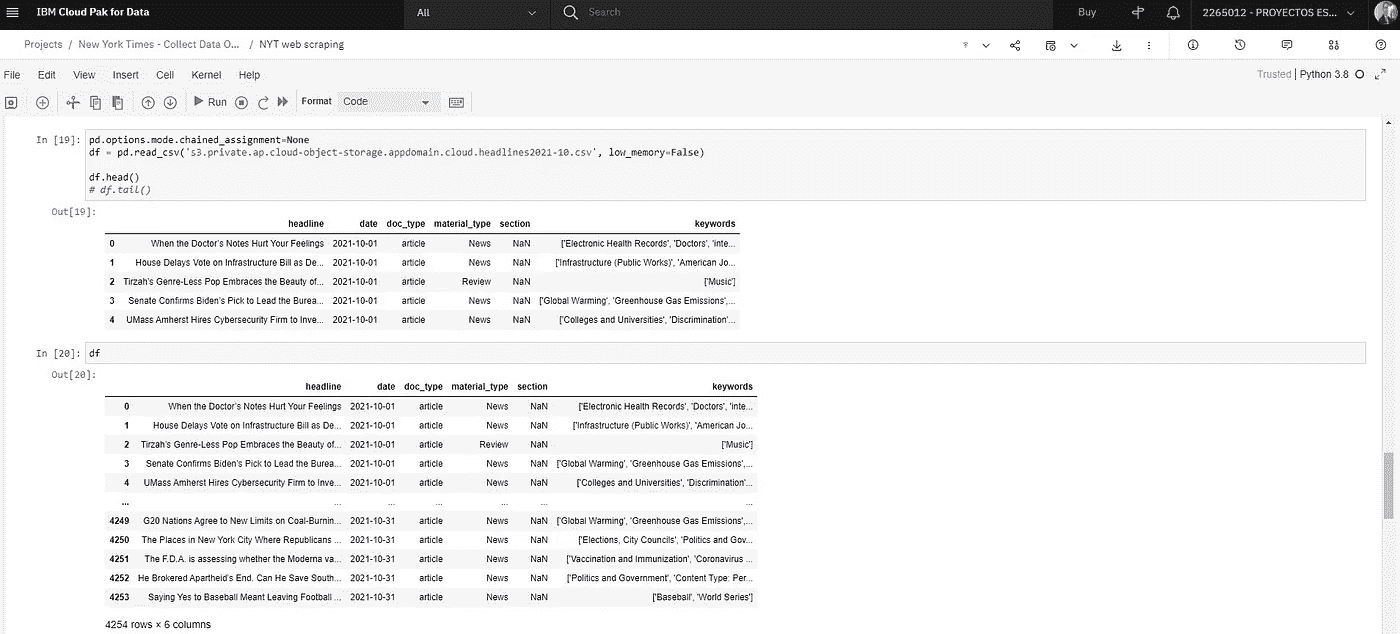 IBM Cloud Pak for Data
All
Search
Buy
2265012 - PROYECTOS ES...
Projects / New York Times - Collect Data O... / NYT web scraping
File Edit View Insert Cell Kernel Help
Trusted | Python 3.8
Run
Format
Code
In [19]: pd.options.mode.chained_assignment=None
df = pd.read_csv('s3.private.ap.cloud-object-storage.appdomain.cloud.headlines2021-10.csv', low_memory=False)
df.head()
# df.tail()
Out[19]:
headline date doc_type material_type section keywords
0 When the Doctor's Notes Hurt Your Feelings 2021-10-01 article News NaN ['Electronic Health Records', 'Doctors', 'inte...
1 House Delays Vote on Infrastructure Bill as De... 2021-10-01 article News NaN ['Infrastructure (Public Works)', 'American Jo...
2 Tirzah's Genre-Less Pop Embraces the Beauty of... 2021-10-01 article Review NaN ['Music']
3 Senate Confirms Biden's Pick to Lead the Burea... 2021-10-01 article News NaN ['Global Warming', 'Greenhouse Gas Emissions',...
4 UMass Amherst Hires Cybersecurity Firm to Inve... 2021-10-01 article News NaN ['Colleges and Universities', 'Discrimination'...
In [20]: df
Out[20]:
headline date doc_type material_type section keywords
0 When the Doctor's Notes Hurt Your Feelings 2021-10-01 article News NaN ['Electronic Health Records', 'Doctors', 'inte...
1 House Delays Vote on Infrastructure Bill as De... 2021-10-01 article News NaN ['Infrastructure (Public Works)', 'American Jo...
2 Tirzah's Genre-Less Pop Embraces the Beauty of... 2021-10-01 article Review NaN ['Music']
3 Senate Confirms Biden's Pick to Lead the Burea... 2021-10-01 article News NaN ['Global Warming', 'Greenhouse Gas Emissions',...
4 UMass Amherst Hires Cybersecurity Firm to Inve... 2021-10-01 article News NaN ['Colleges and Universities', 'Discrimination'...
... ... ... ... ... ... ...
4249 G20 Nations Agree to New Limits on Coal-Burnin... 2021-10-31 article News NaN ['Global Warming', 'Greenhouse Gas Emissions',...
4250 The Places in New York City Where Republicans ... 2021-10-31 article News NaN ['Elections, City Councils', 'Politics and Gov...
4251 The F.D.A. is assessing whether the Moderna va... 2021-10-31 article News NaN ['Vaccination and Immunization', 'Coronavirus ...
4252 He Brokered Apartheid's End. Can He Save South... 2021-10-31 article News NaN ['Politics and Government', 'Content Type: Per...
4253 Saying Yes to Baseball Meant Leaving Football ... 2021-10-31 article News NaN ['Baseball', 'World Series']
4254 rows × 6 columns